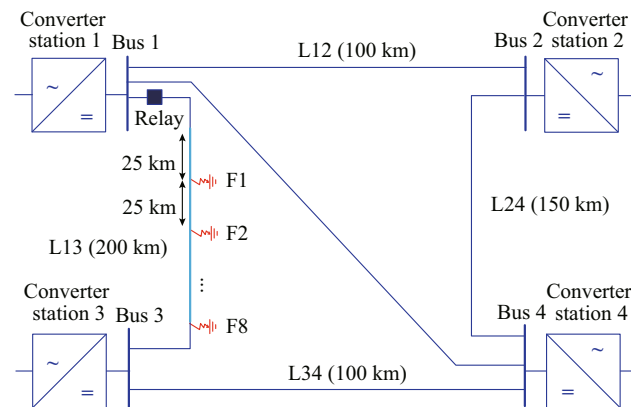 Converter
station 1
Bus 1
L12 (100 km)
Bus 2
Converter
station 2
~
=
~
=
Relay
25 km
F1
25 km
F2
L13 (200 km)
L24 (150 km)
...
Converter
station 3
Bus 3
F8
Bus 4
Converter
station 4
~
=
L34 (100 km)
~
=